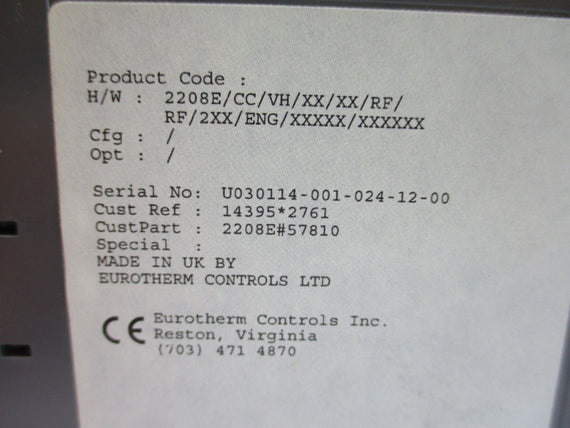 Product Code :
H/W : 2208E/CC/VH/XX/XX/RF/
RF/2XX/ENG/XXXXX/XXXXXX
Cfg : /
Opt : /
Serial No: U030114-001-024-12-00
Cust Ref : 14395*2761
CustPart : 2208E#57810
Special :
MADE IN UK BY
EUROTHERM CONTROLS LTD
CE Eurotherm Controls Inc.
Reston, Virginia
(703) 471 4870